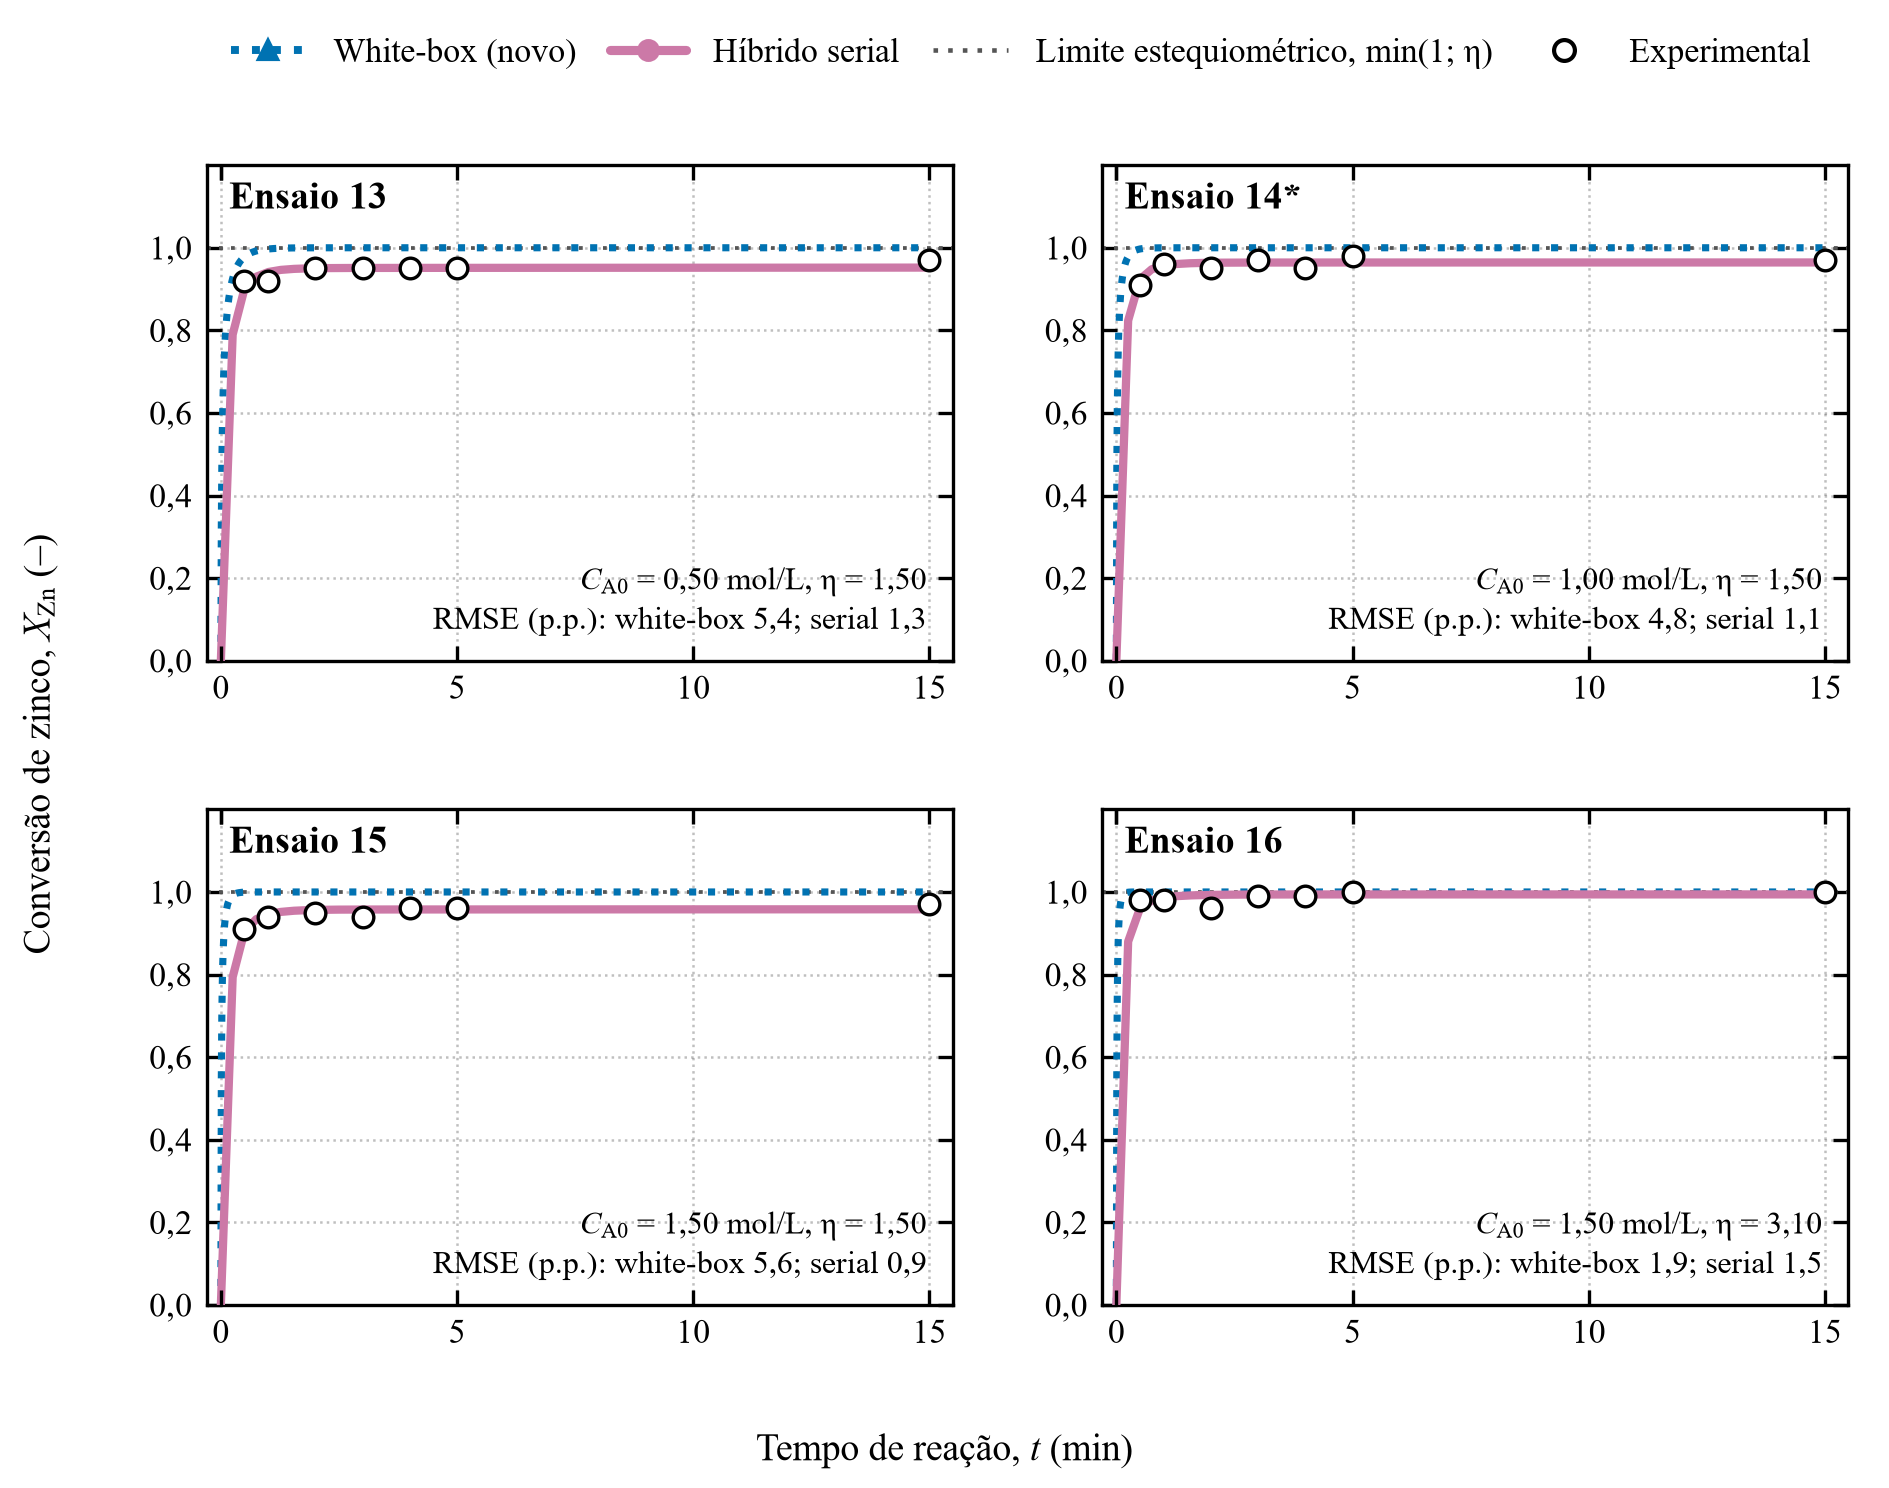 White-box (novo) Híbrido serial Limite estequiométrico, min(1; η) Experimental
Conversão de zinco, XZn (−)
Ensaio 13
1,0
0,8
0,6
0,4
0,2
0,0
CA0 = 0,50 mol/L, η = 1,50
RMSE (p.p.): white-box 5,4; serial 1,3
0 5 10 15
Ensaio 14*
1,0
0,8
0,6
0,4
0,2
0,0
CA0 = 1,00 mol/L, η = 1,50
RMSE (p.p.): white-box 4,8; serial 1,1
0 5 10 15
Ensaio 15
1,0
0,8
0,6
0,4
0,2
0,0
CA0 = 1,50 mol/L, η = 1,50
RMSE (p.p.): white-box 5,6; serial 0,9
0 5 10 15
Ensaio 16
1,0
0,8
0,6
0,4
0,2
0,0
CA0 = 1,50 mol/L, η = 3,10
RMSE (p.p.): white-box 1,9; serial 1,5
0 5 10 15
Tempo de reação, t (min)